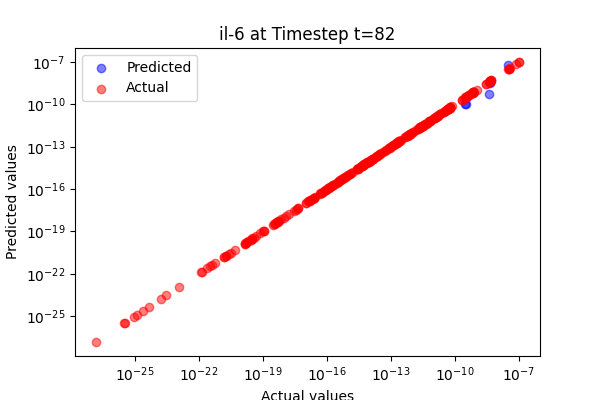 il-6 at Timestep t=82
Predicted values
10⁻⁷
10⁻¹⁰
10⁻¹³
10⁻¹⁶
10⁻¹⁹
10⁻²²
10⁻²⁵
Predicted
Actual
10⁻²⁵ 10⁻²² 10⁻¹⁹ 10⁻¹⁶ 10⁻¹³ 10⁻¹⁰ 10⁻⁷
Actual values